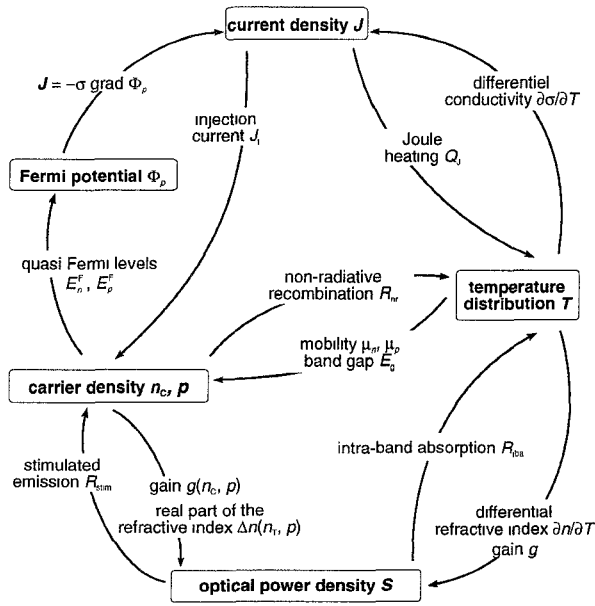 current density J
J = −σ grad Φp
injection
current Ji
differentiel
conductivity ∂σ/∂T
Joule
heating QJ
Fermi potential Φp
quasi Fermi levels
EnF, EpF
non-radiative
recombination Rnr
temperature
distribution T
mobility μn, μp
band gap Eg
carrier density nC, p
stimulated
emission Rstim
gain g(nC, p)
real part of the
refractive index Δn(nT, p)
intra-band absorption Riba
differential
refractive index ∂n/∂T
gain g
optical power density S